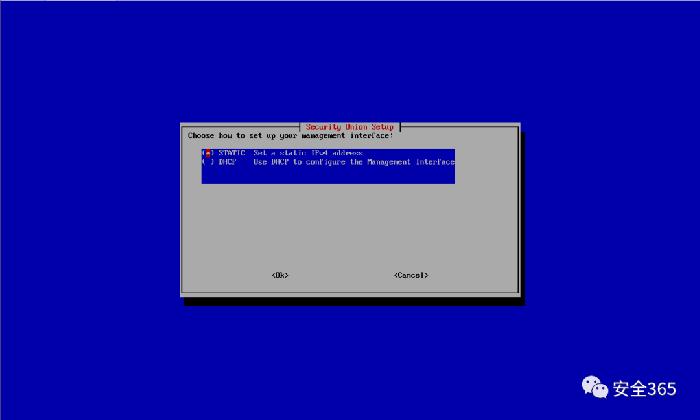 Security Union Setup
Choose how to set up your management interface:
(*) STATIC Set a static IPv4 address
( ) DHCP Use DHCP to configure the Management Interface
<Ok> <Cancel>
安全365